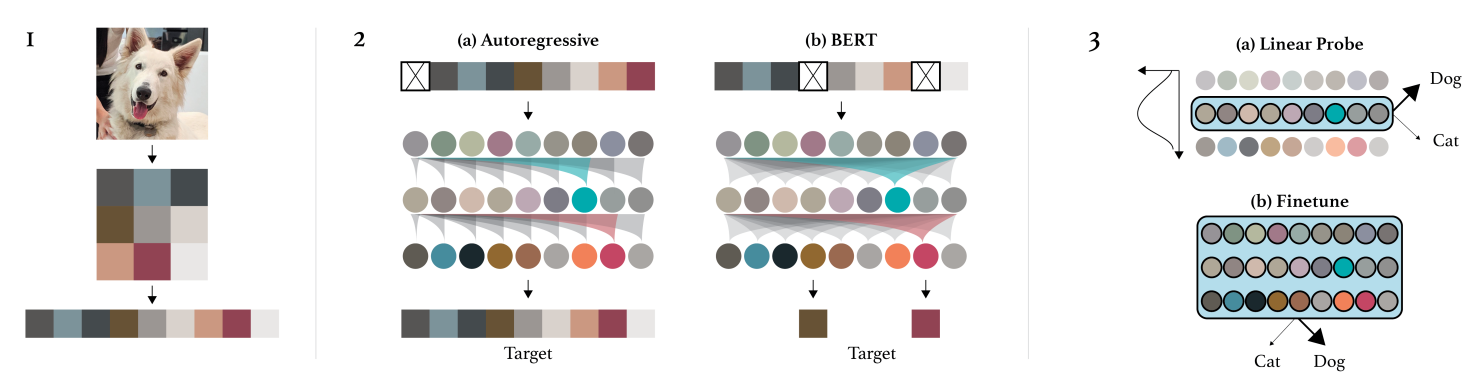 1
2
(a) Autoregressive
Target
(b) BERT
Target
3
(a) Linear Probe
Dog
Cat
(b) Finetune
Cat
Dog